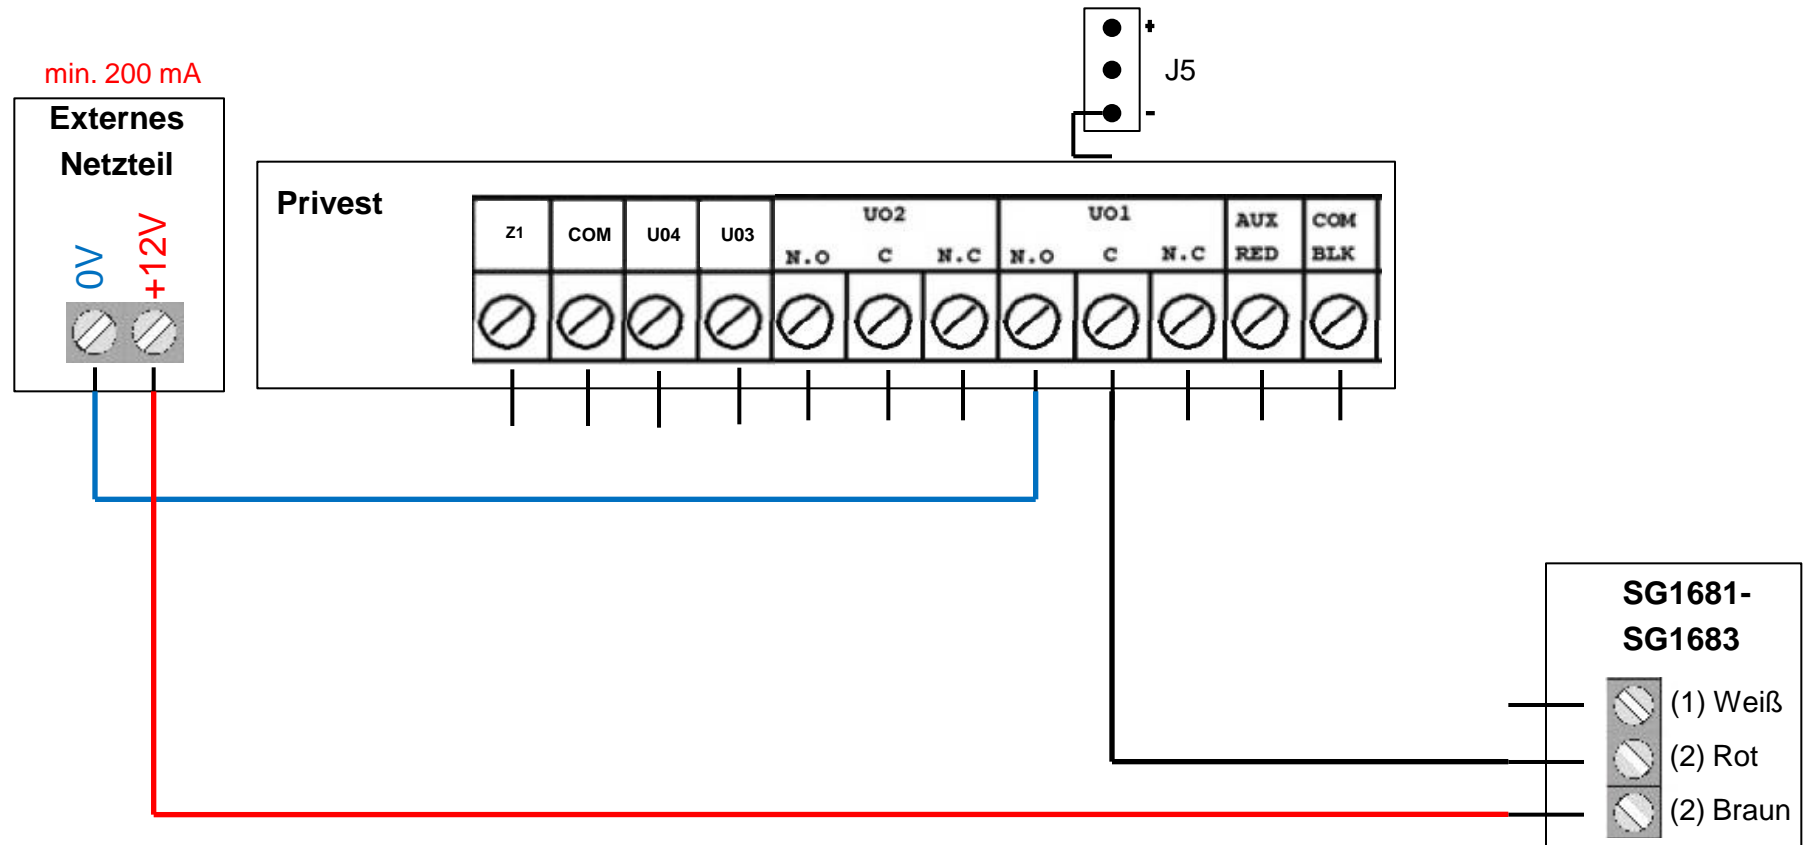 +
J5
-
min. 200 mA
Externes
Netzteil
0V
+12V
Privest
Z1
COM
U04
U03
UO2
N.O
C
N.C
UO1
N.O
C
N.C
AUX
RED
COM
BLK
SG1681-
SG1683
(1) Weiß
(2) Rot
(2) Braun